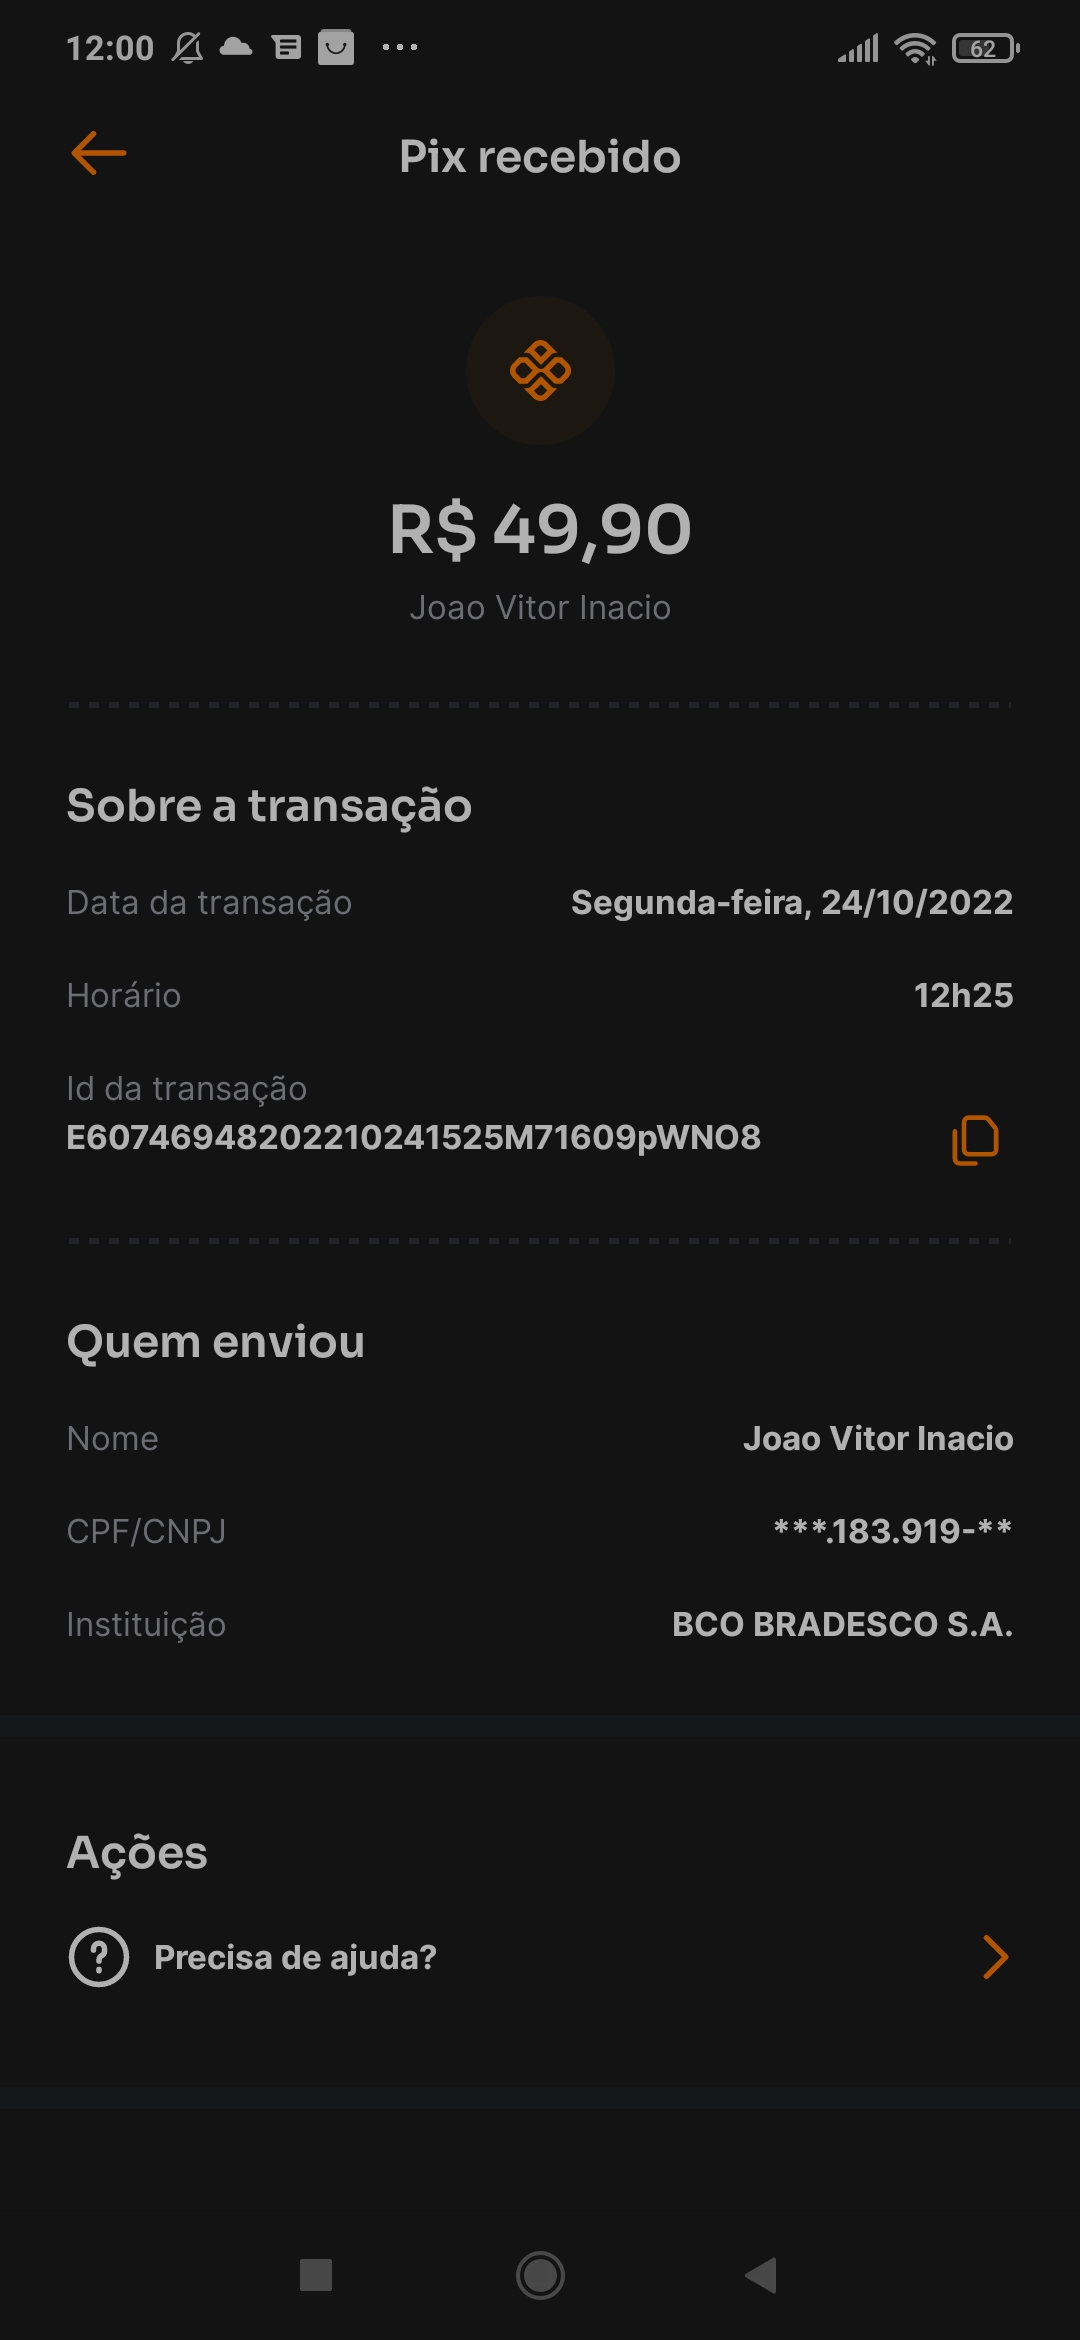 12:00
62
Pix recebido
R$ 49,90
Joao Vitor Inacio
Sobre a transação
Data da transação Segunda-feira, 24/10/2022
Horário 12h25
Id da transação
E60746948202210241525M71609pWNO8
Quem enviou
Nome Joao Vitor Inacio
CPF/CNPJ ***.183.919-**
Instituição BCO BRADESCO S.A.
Ações
Precisa de ajuda?